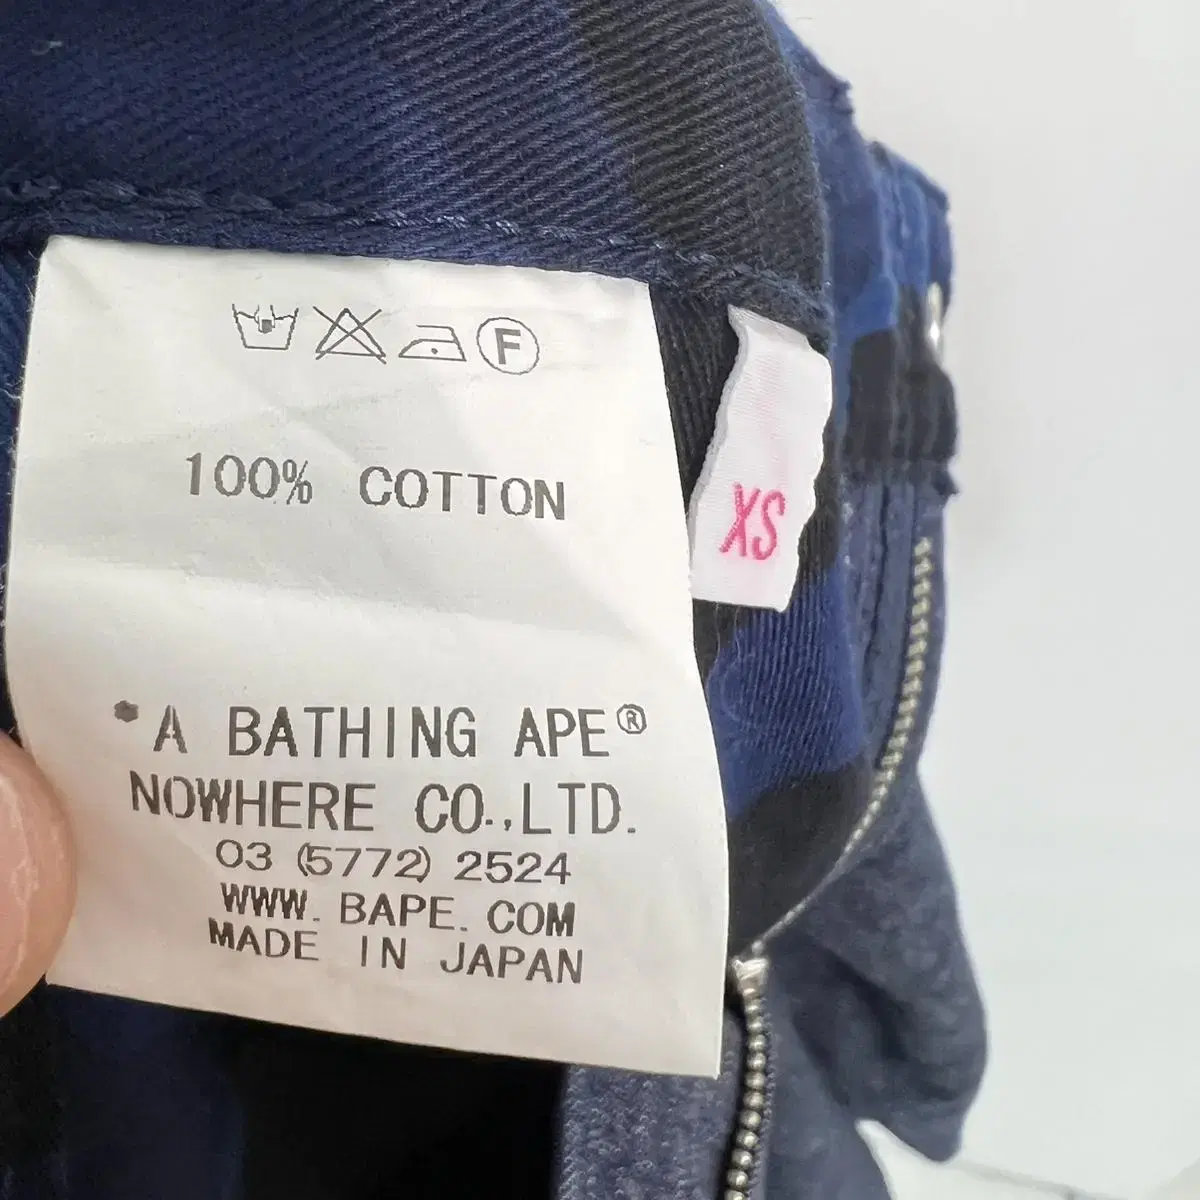 F
100% COTTON
XS
*A BATHING APE®
NOWHERE CO.,LTD.
03 (5772) 2524
WWW. BAPE. COM
MADE IN JAPAN